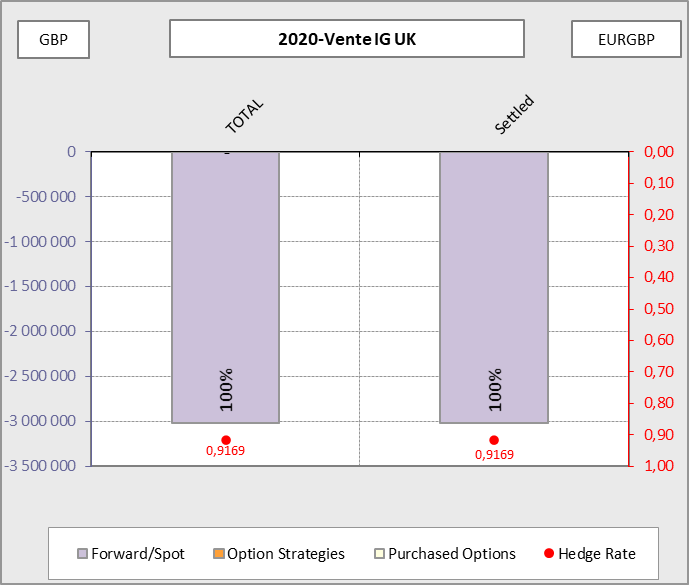 GBP
2020-Vente IG UK
EURGBP
TOTAL
Settled
0
-500 000
-1 000 000
-1 500 000
-2 000 000
-2 500 000
-3 000 000
-3 500 000
0,00
0,10
0,20
0,30
0,40
0,50
0,60
0,70
0,80
0,90
1,00
100%
100%
0,9169
0,9169
Forward/Spot
Option Strategies
Purchased Options
Hedge Rate